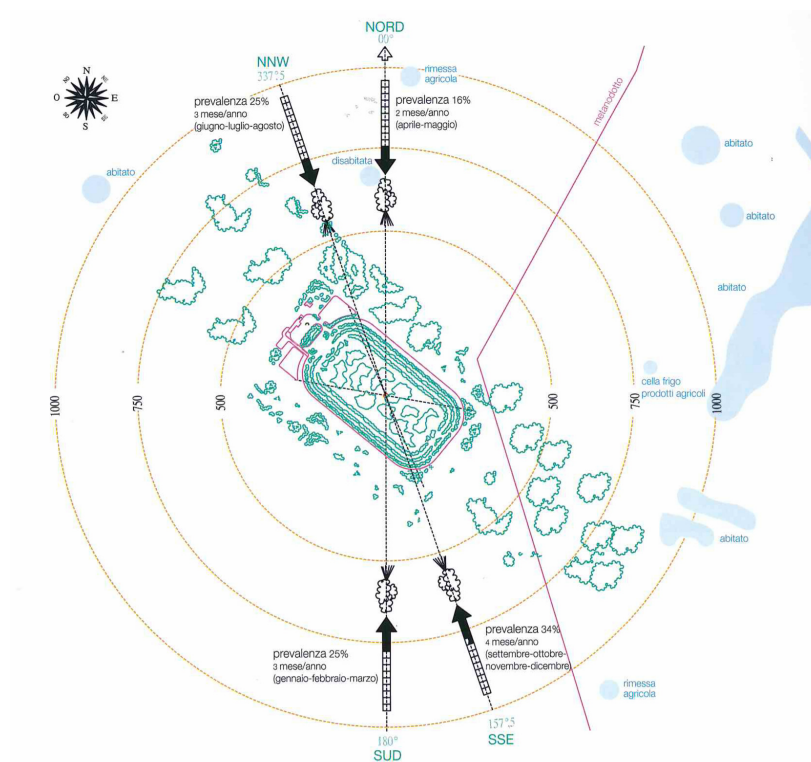 NORD
00°
NNW
337°.5
N
O
E
S
rimessa
agricola
prevalenza 25%
3 mese/anno
(giugno-luglio-agosto)
prevalenza 16%
2 mese/anno
(aprile-maggio)
metanodotto
abitato
disabitata
abitato
abitato
abitato
cella frigo
prodotti agricoli
1000
750
500
500
750
1000
abitato
prevalenza 25%
3 mese/anno
(gennaio-febbraio-marzo)
prevalenza 34%
4 mese/anno
(settembre-ottobre-
novembre-dicembre)
rimessa
agricola
180°
SUD
157°.5
SSE